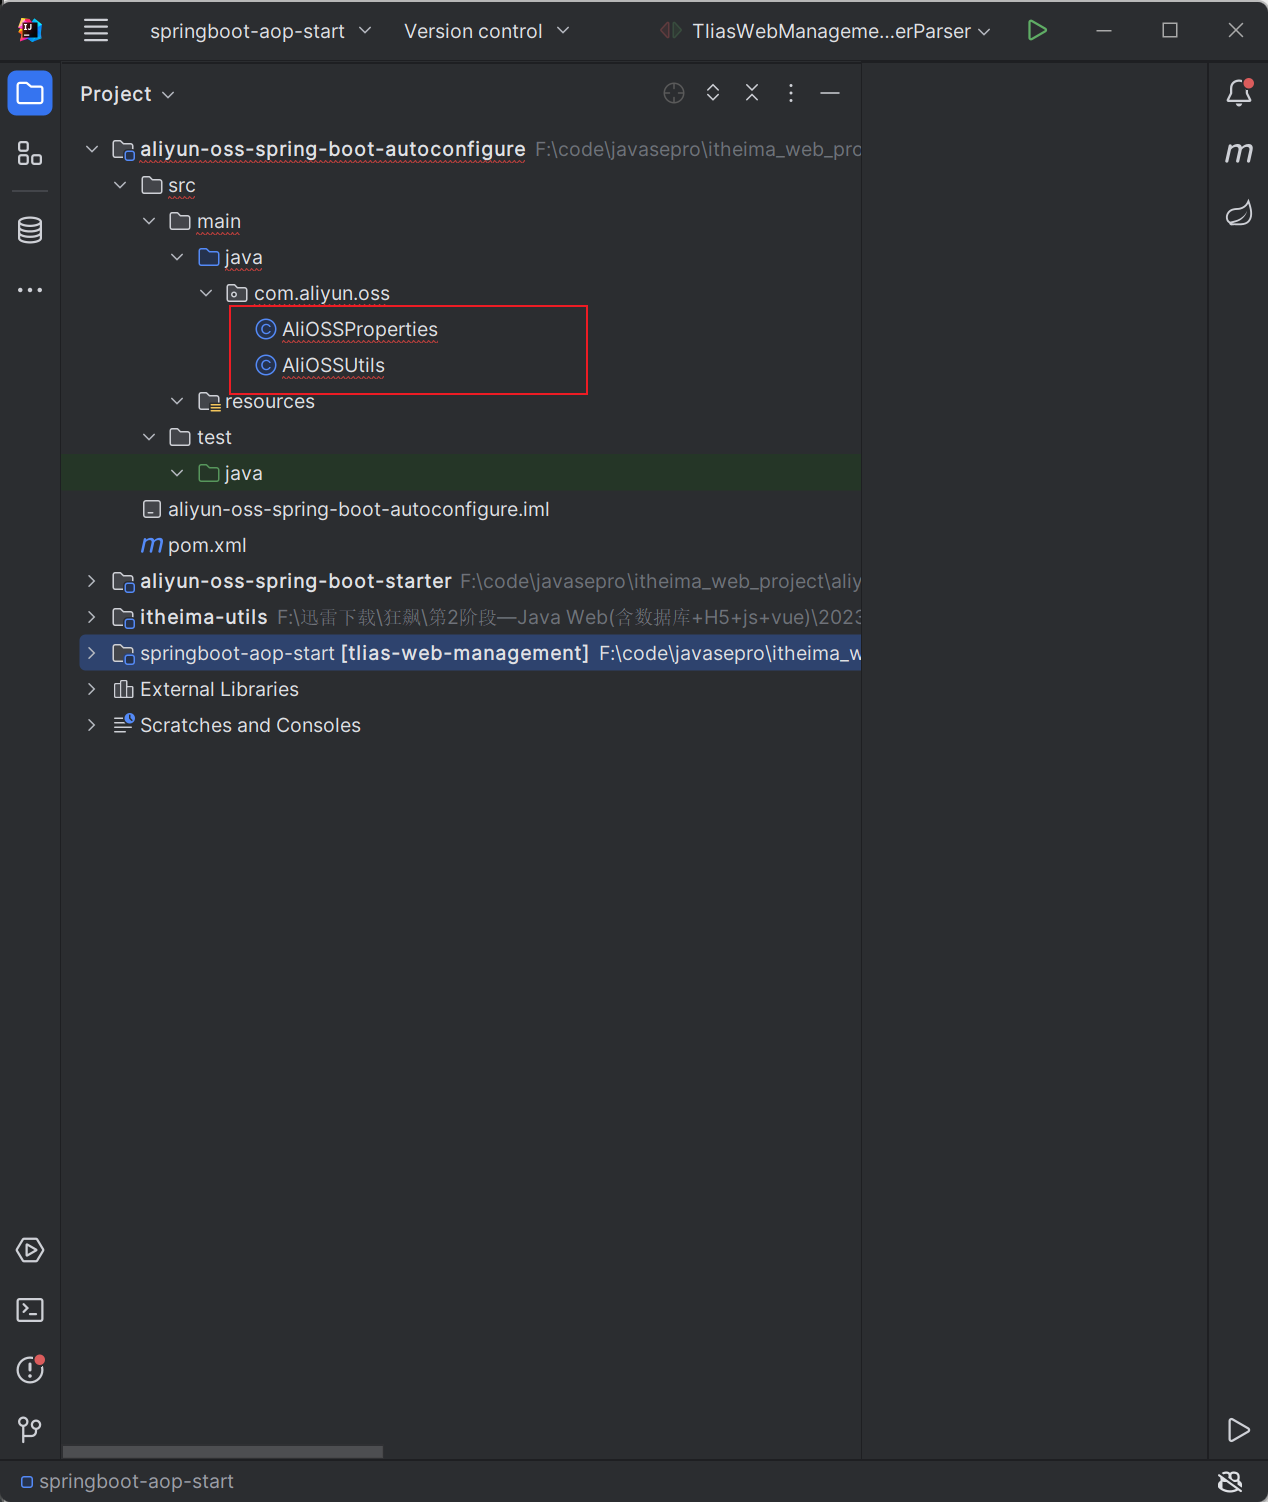 springboot-aop-start Version control TliasWebManageme...erParser
Project
aliyun-oss-spring-boot-autoconfigure F:\code\javasepro\itheima_web_pro
src
main
java
com.aliyun.oss
AliOSSProperties
AliOSSUtils
resources
test
java
aliyun-oss-spring-boot-autoconfigure.iml
pom.xml
aliyun-oss-spring-boot-starter F:\code\javasepro\itheima_web_project\aliy
itheima-utils F:\迅雷下载\狂飙\第2阶段—Java Web(含数据库+H5+js+vue)\2023
springboot-aop-start [tlias-web-management] F:\code\javasepro\itheima_w
External Libraries
Scratches and Consoles
springboot-aop-start